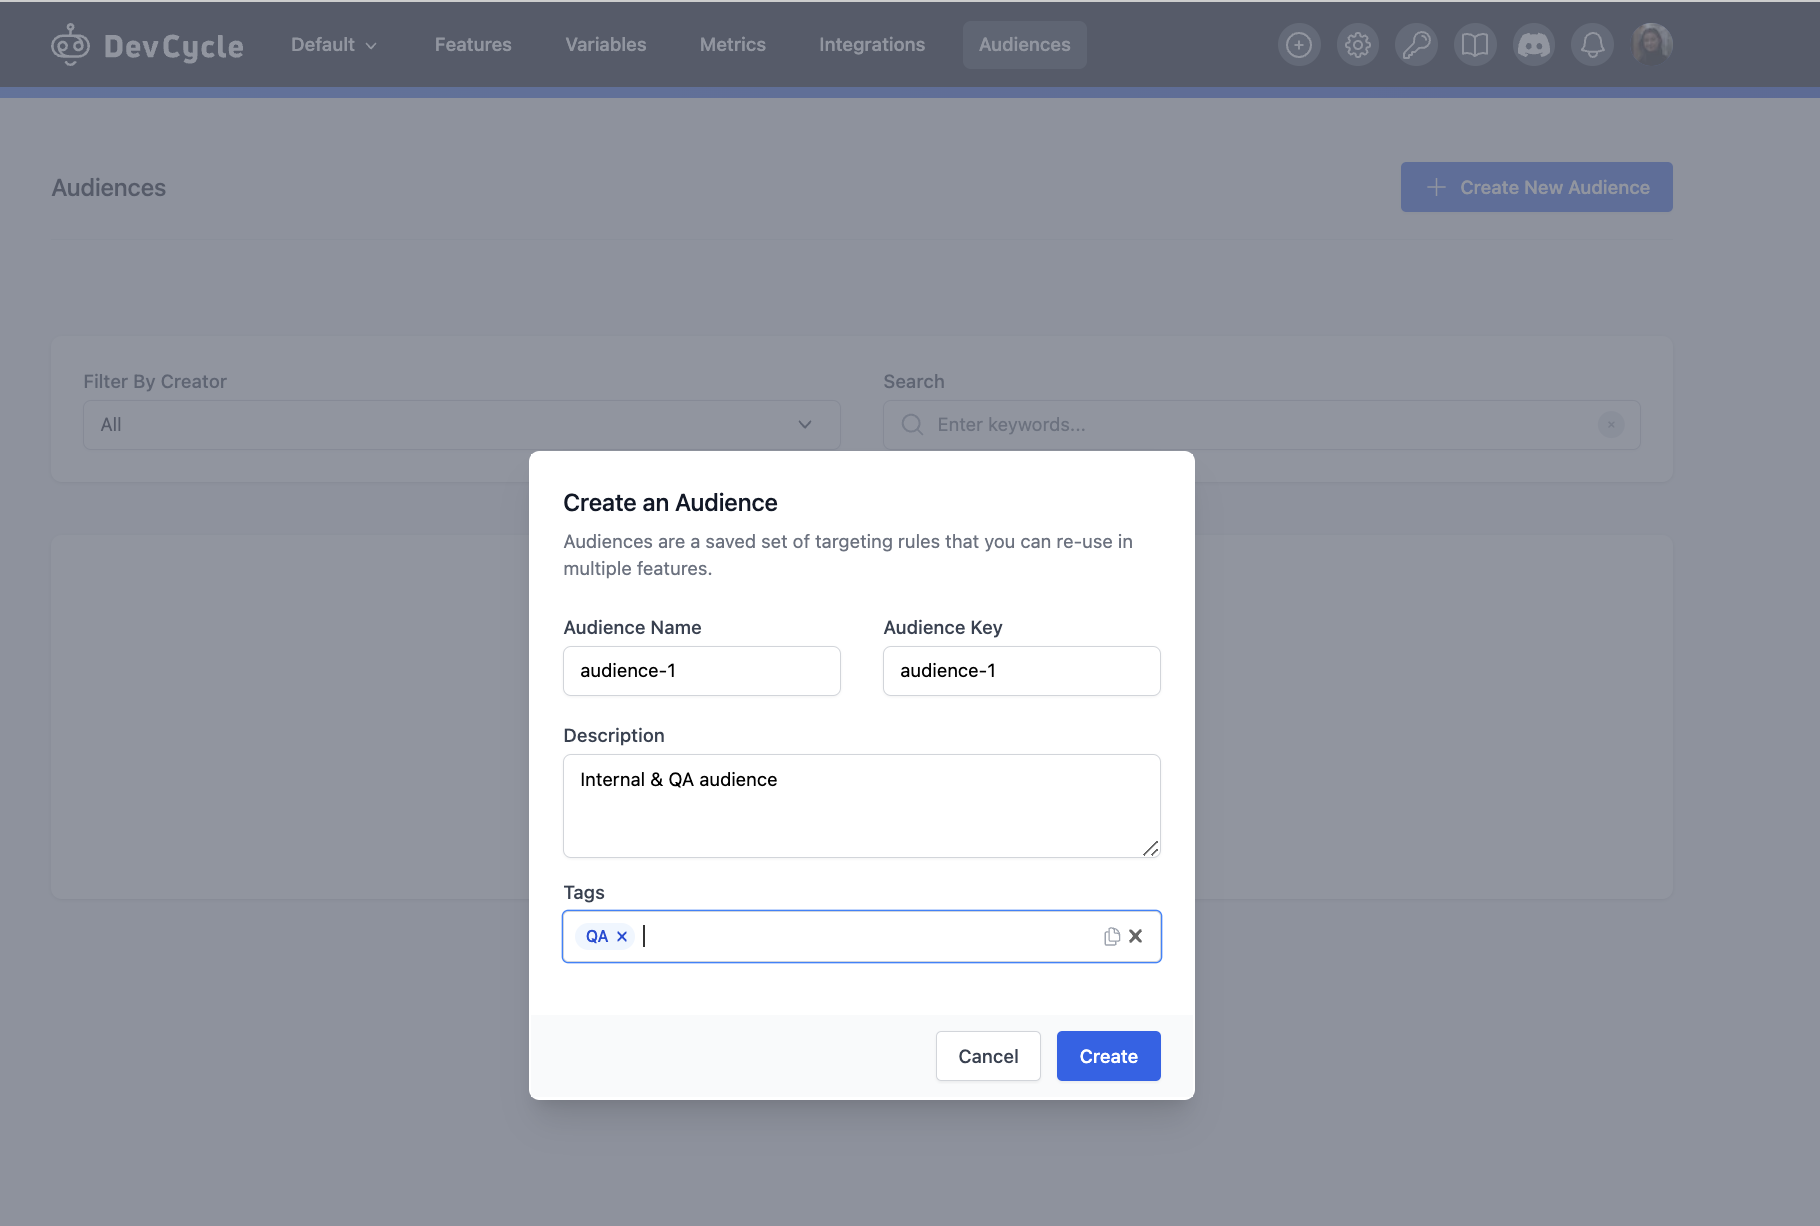 DevCycle
Default
Features
Variables
Metrics
Integrations
Audiences
Audiences
Create New Audience
Filter By Creator
Search
All
Enter keywords...
Create an Audience
Audiences are a saved set of targeting rules that you can re-use in
multiple features.
Audience Name
Audience Key
audience-1
audience-1
Description
Internal & QA audience
Tags
QA
Cancel
Create